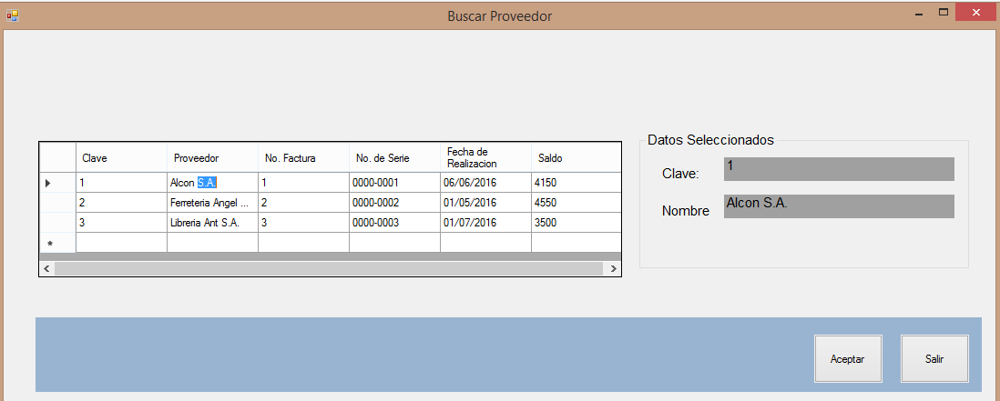 Buscar Proveedor
Clave Proveedor No. Factura No. de Serie Fecha de Realizacion Saldo
1 Alcon S.A. 1 0000-0001 06/06/2016 4150
2 Ferreteria Angel ... 2 0000-0002 01/05/2016 4550
3 Libreria Ant S.A. 3 0000-0003 01/07/2016 3500
Datos Seleccionados
Clave: 1
Nombre Alcon S.A.
Aceptar Salir